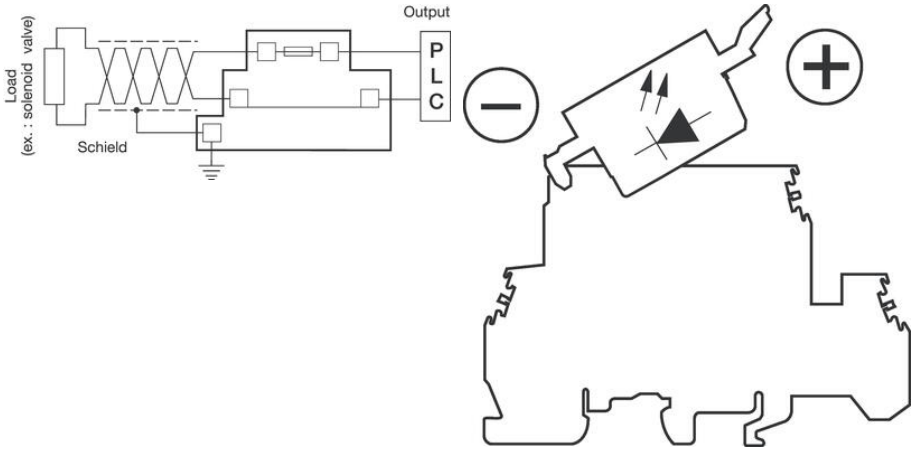 Output
P
L
C
Load
(ex. : solenoid valve)
Schield
− +